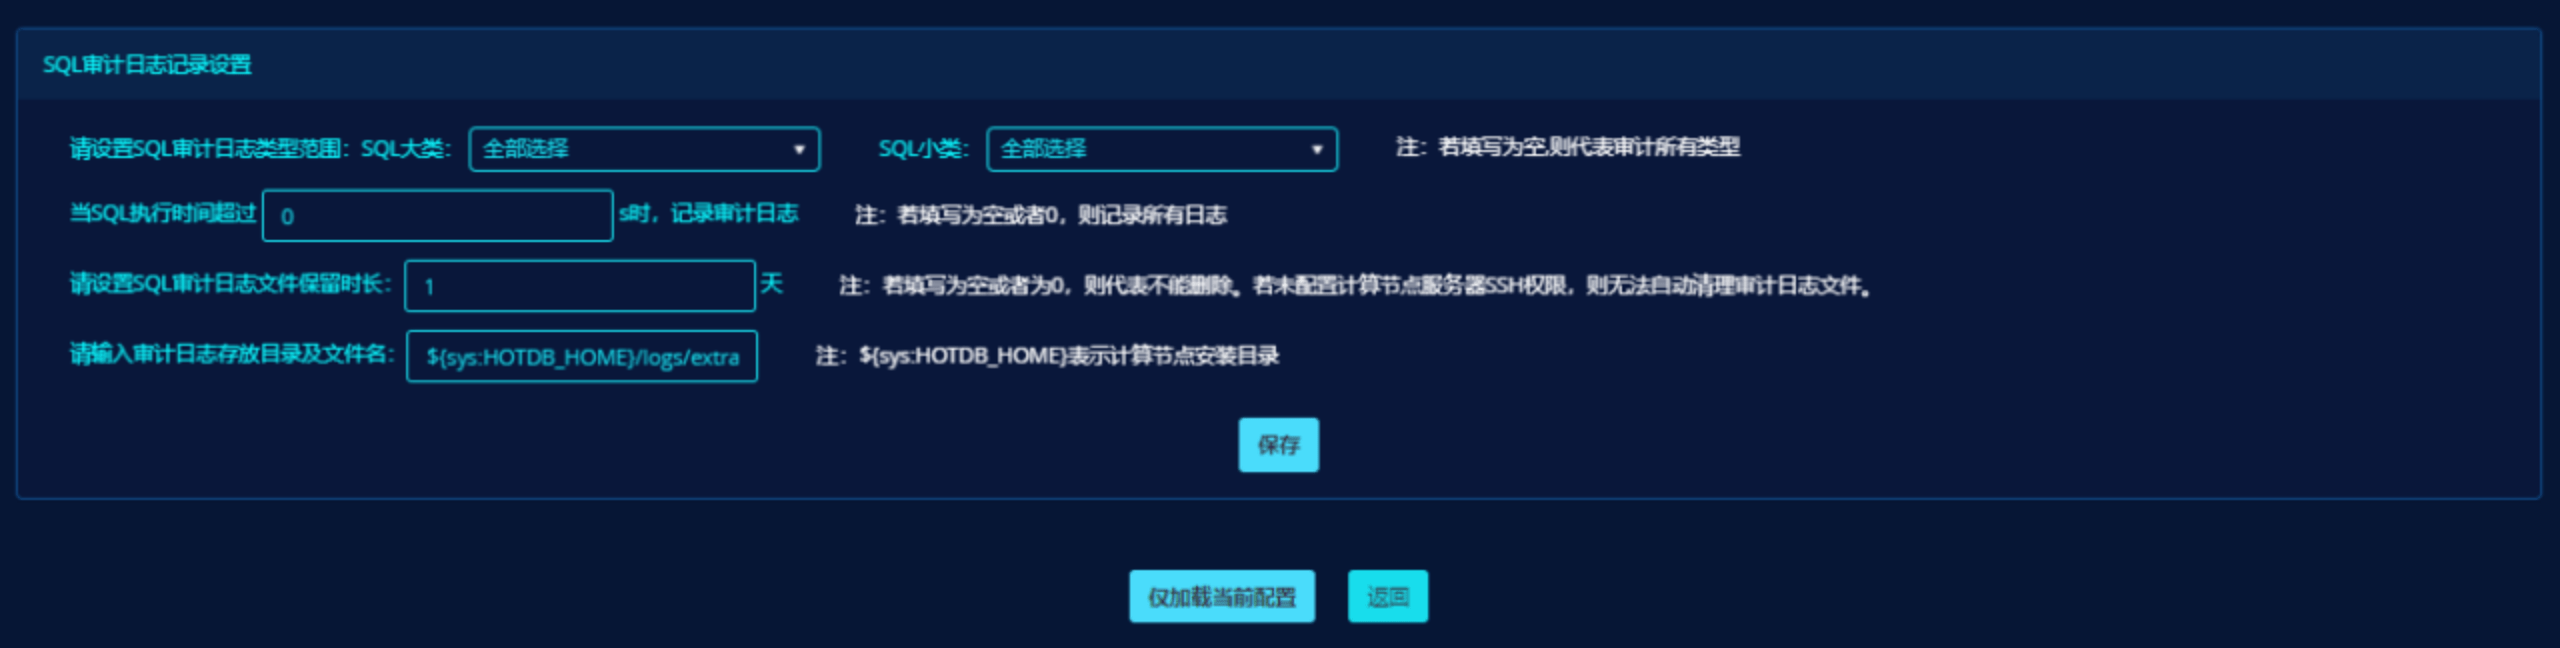 SQL审计日志记录设置
请设置SQL审计日志类型范围：SQL大类： 全部选择 SQL小类： 全部选择 注：若填写为空,则代表审计所有类型
当SQL执行时间超过 0 s时，记录审计日志 注：若填写为空或者0，则记录所有日志
请设置SQL审计日志文件保留时长： 1 天 注：若填写为空或者为0，则代表不能删除。若未配置计算节点服务器SSH权限，则无法自动清理审计日志文件。
请输入审计日志存放目录及文件名： ${sys:HOTDB_HOME}/logs/extra 注：${sys:HOTDB_HOME}表示计算节点安装目录
保存
仅加载当前配置 返回